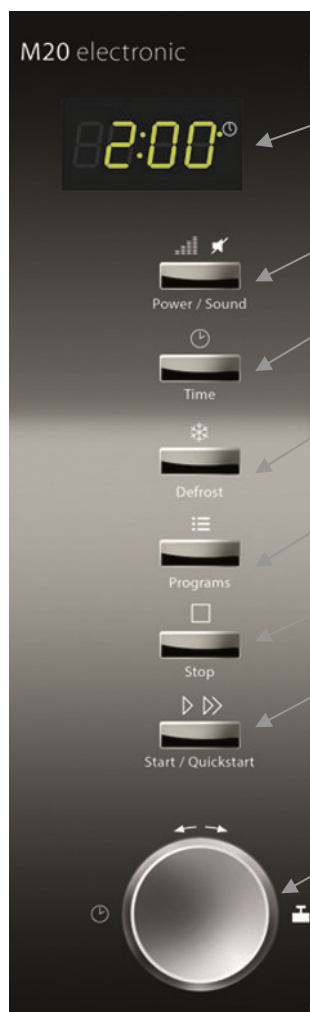 M20 electronic
2:00
Power / Sound
Time
Defrost
Programs
Stop
Start / Quickstart